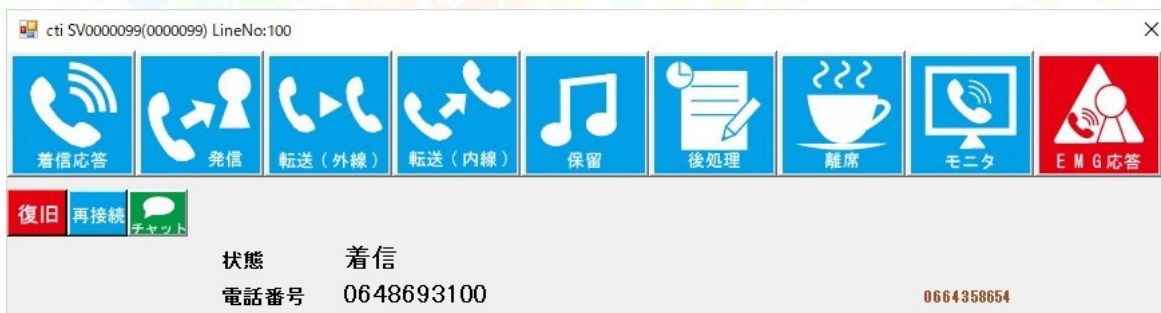 cti SV0000099(0000099) LineNo:100
着信応答 発信 転送（外線） 転送（内線） 保留 後処理 離席 モニタ ＥＭＧ応答
復旧 再接続 チャット
状態 着信
電話番号 0648693100 0664358654